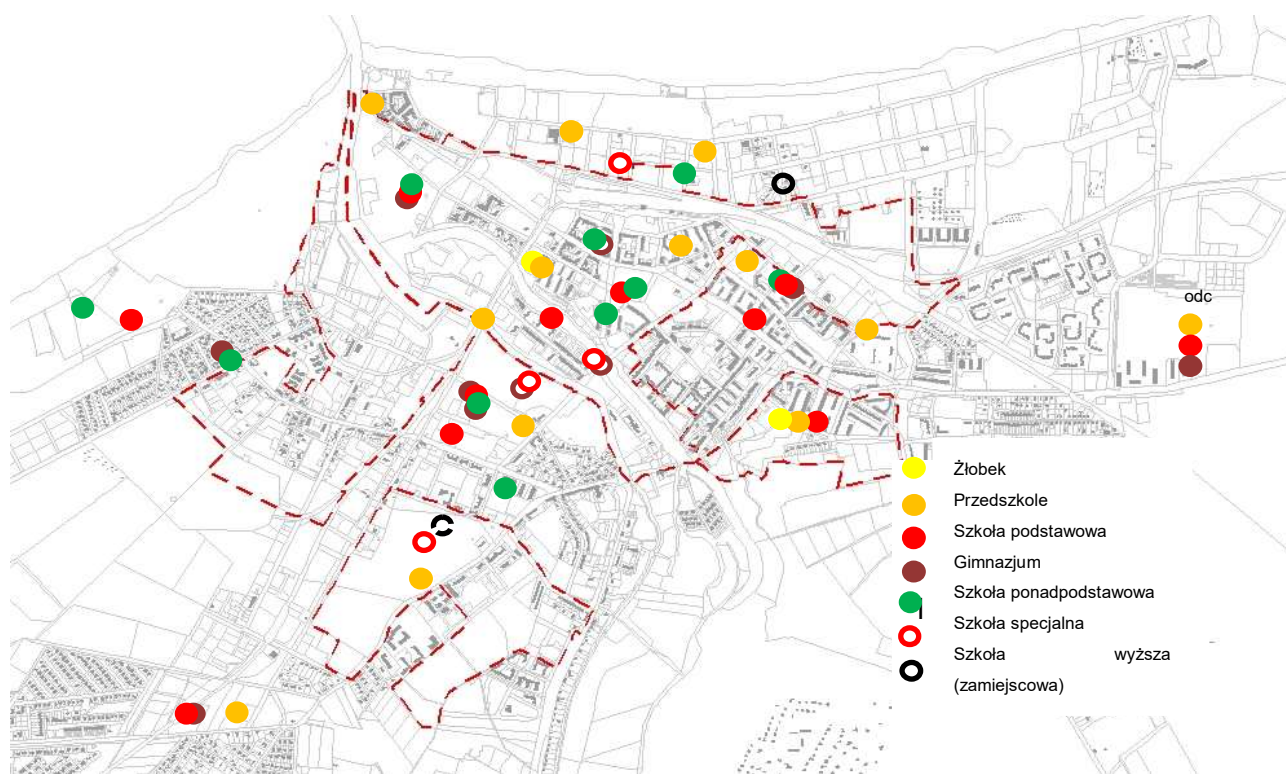 odc
Żłobek
Przedszkole
Szkoła podstawowa
Gimnazjum
Szkoła ponadpodstawowa
Szkoła specjalna
Szkoła wyższa
(zamiejscowa)